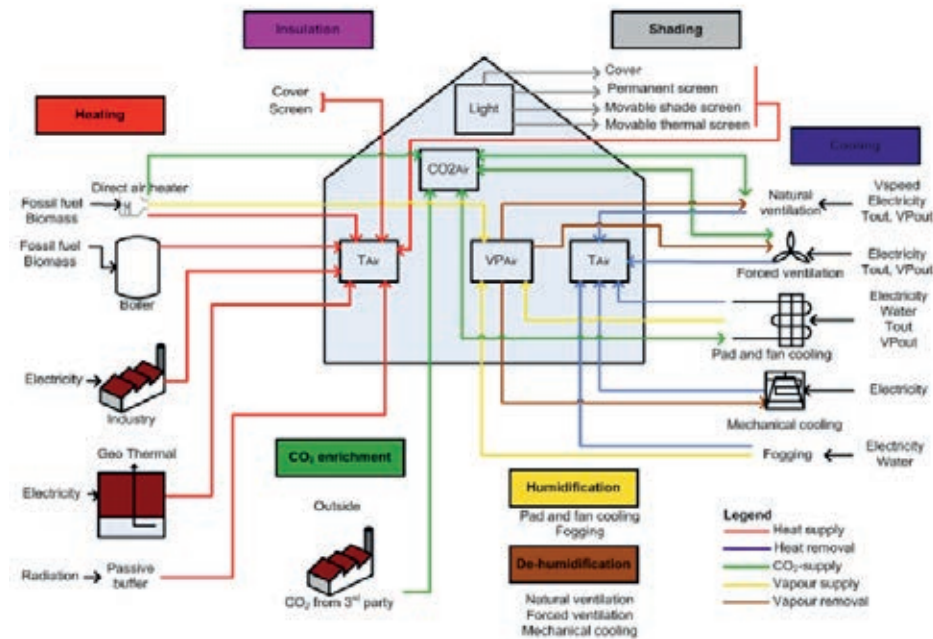 Insulation
Shading
Cover
Permanent screen
Movable shade screen
Movable thermal screen
Cover
Screen
Light
Heating
Cooling
CO2Air
Direct air heater
Fossil fuel
Biomass
Natural
ventilation
Vspeed
Electricity
Tout, VPout
Fossil fuel
Biomass
Boiler
TAir
VPAir
TAir
Forced ventilation
Electricity
Tout, VPout
Electricity
Water
Tout
VPout
Pad and fan cooling
Electricity
Industry
Electricity
Mechanical cooling
Geo Thermal
CO₂ enrichment
Fogging
Electricity
Water
Electricity
Outside
Humidification
Pad and fan cooling
Fogging
Legend
Heat supply
Heat removal
CO₂-supply
Vapour supply
Vapour removal
De-humidification
Radiation
Passive
buffer
CO₂ from 3rd party
Natural ventilation
Forced ventilation
Mechanical cooling